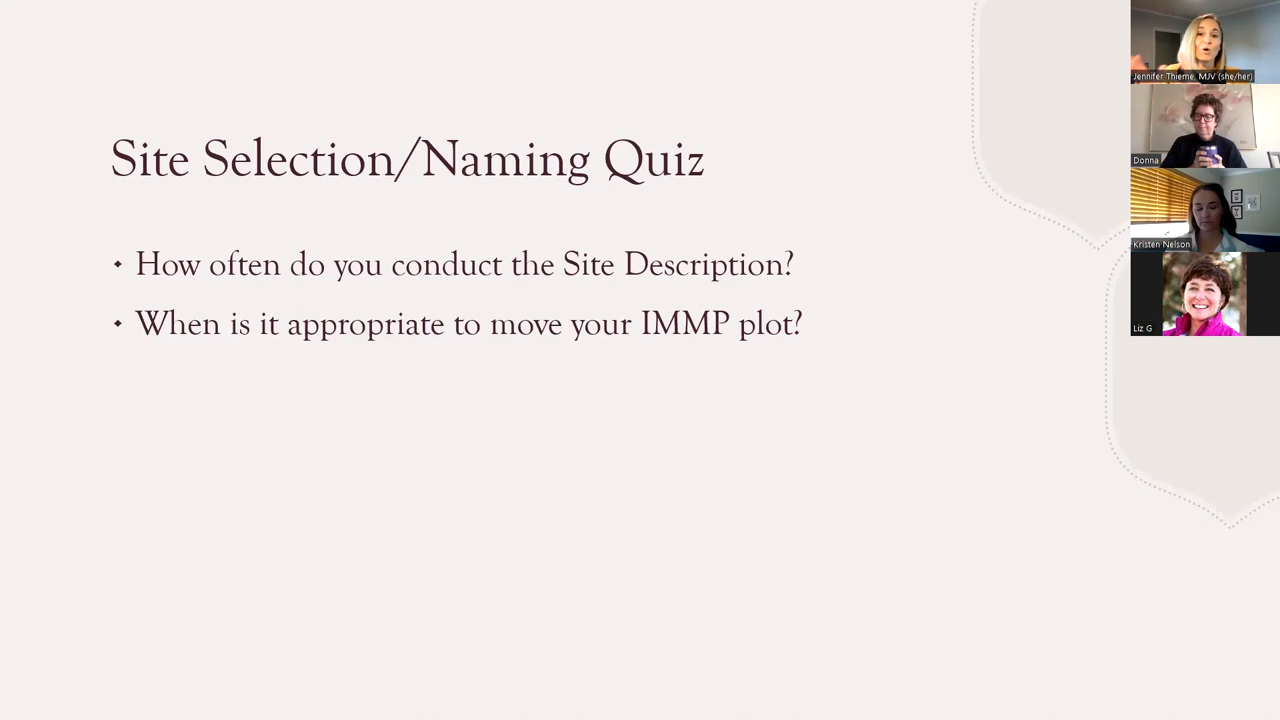 Site Selection/Naming Quiz
How often do you conduct the Site Description?
When is it appropriate to move your IMMP plot?
Jennifer Thieme, MJV (she/her)
Donna
Kristen Nelson
Liz G